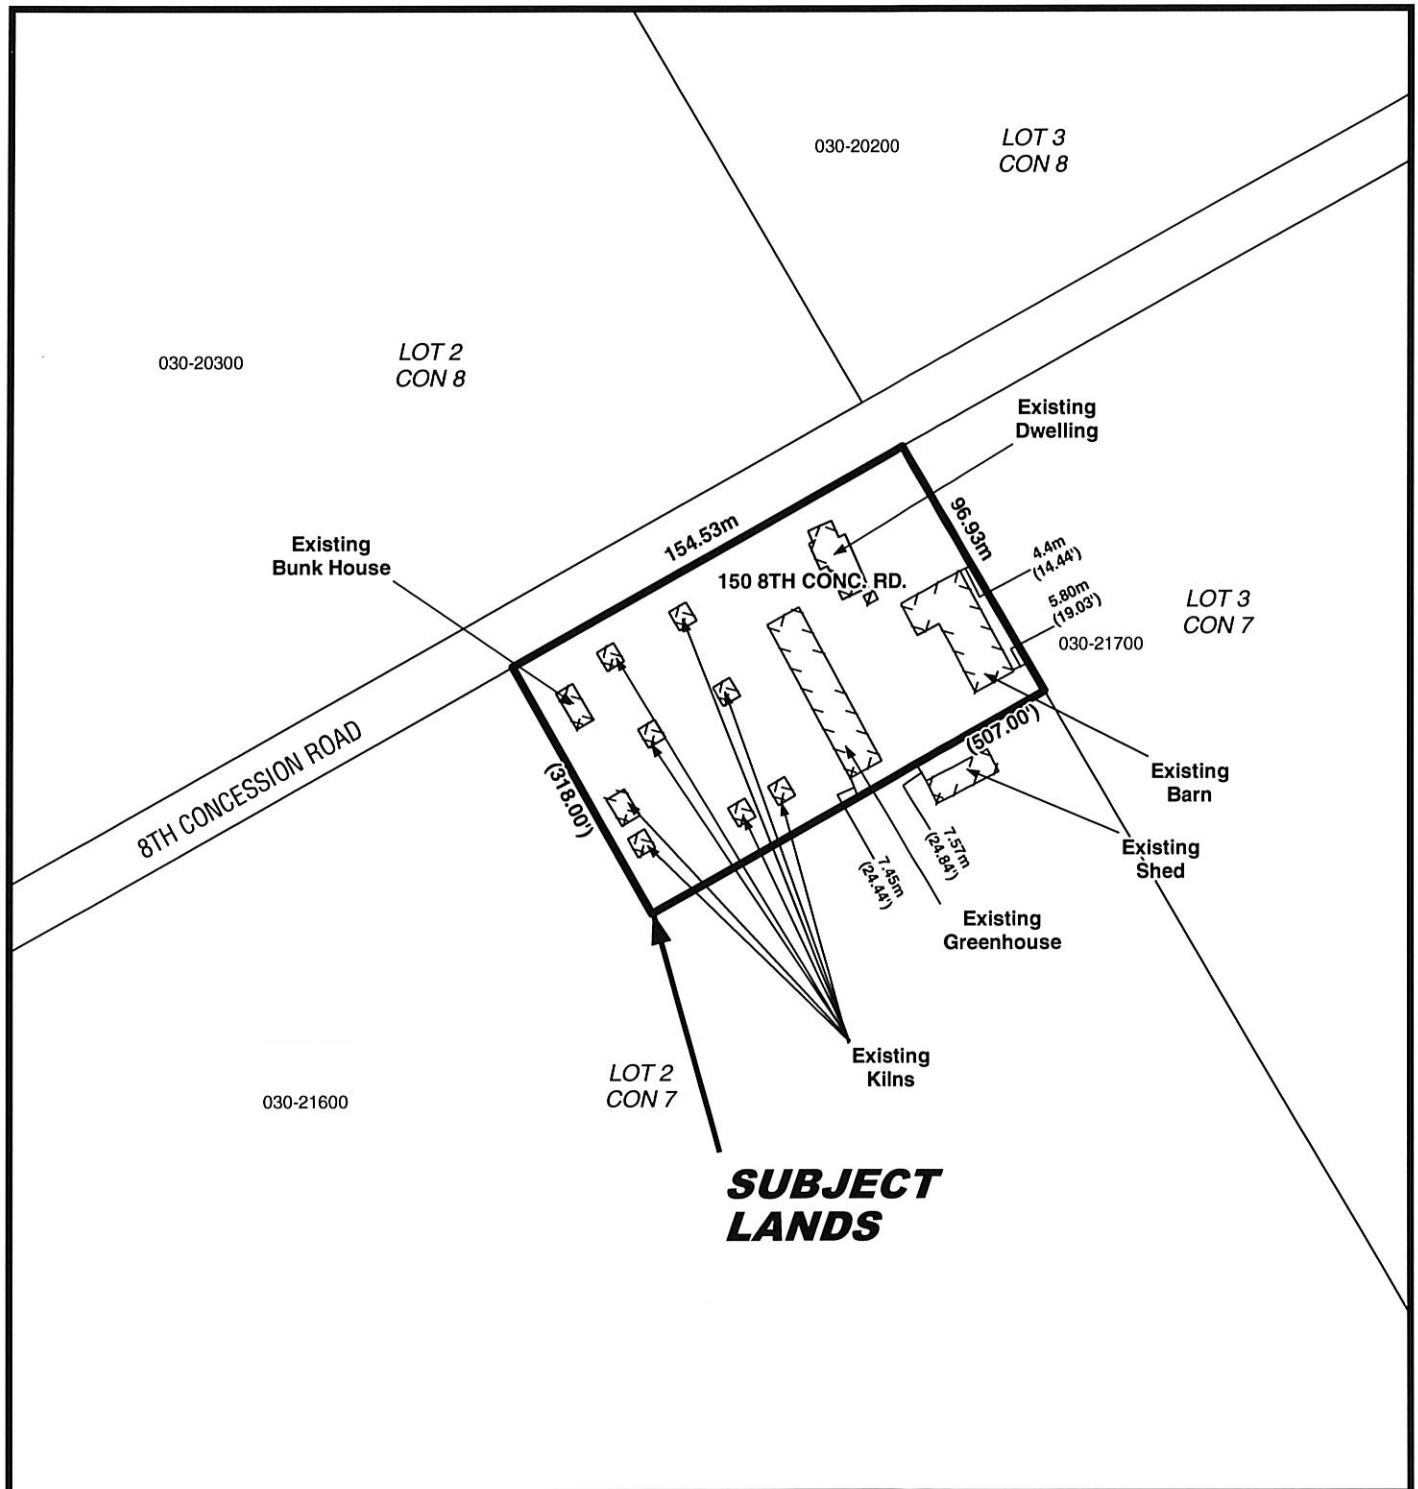 030-20200
LOT 3
CON 8
030-20300
LOT 2
CON 8
Existing
Dwelling
Existing
Bunk House
154.53m
96.93m
4.4m
(14.44')
150 8TH CONC. RD.
5.80m
(19.03')
LOT 3
CON 7
030-21700
8TH CONCESSION ROAD
(318.00')
(507.00')
Existing
Barn
Existing
Shed
7.57m
(24.84')
7.45m
(24.44')
Existing
Greenhouse
Existing
Kilns
LOT 2
CON 7
030-21600
SUBJECT
LANDS